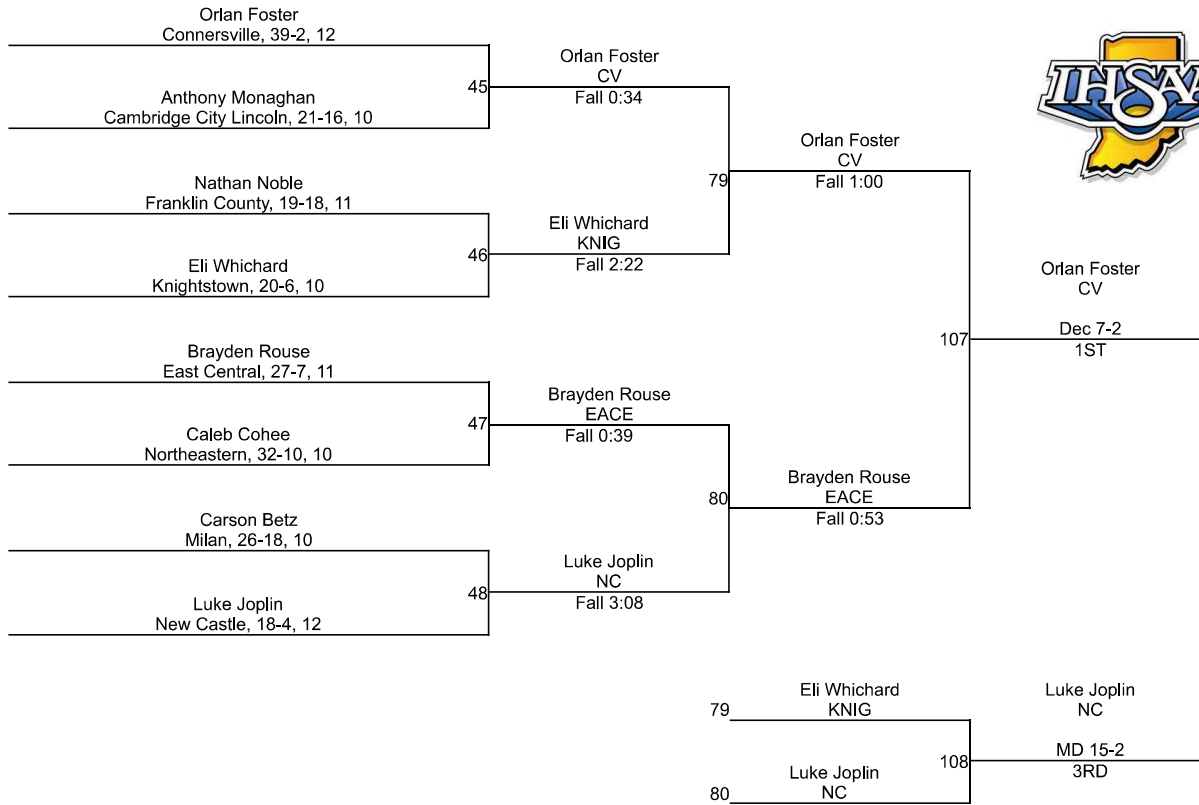 Orlan Foster
Connersville, 39-2, 12
Anthony Monaghan
Cambridge City Lincoln, 21-16, 10
45
Nathan Noble
Franklin County, 19-18, 11
Eli Whichard
Knightstown, 20-6, 10
46
Brayden Rouse
East Central, 27-7, 11
Caleb Cohee
Northeastern, 32-10, 10
47
Carson Betz
Milan, 26-18, 10
Luke Joplin
New Castle, 18-4, 12
48
Orlan Foster
CV
Fall 0:34
Eli Whichard
KNIG
Fall 2:22
79
Brayden Rouse
EACE
Fall 0:39
Luke Joplin
NC
Fall 3:08
80
Orlan Foster
CV
Fall 1:00
Brayden Rouse
EACE
Fall 0:53
107
IHSAA
Orlan Foster
CV
Dec 7-2
1ST
79
Eli Whichard
KNIG
80
Luke Joplin
NC
108
Luke Joplin
NC
MD 15-2
3RD